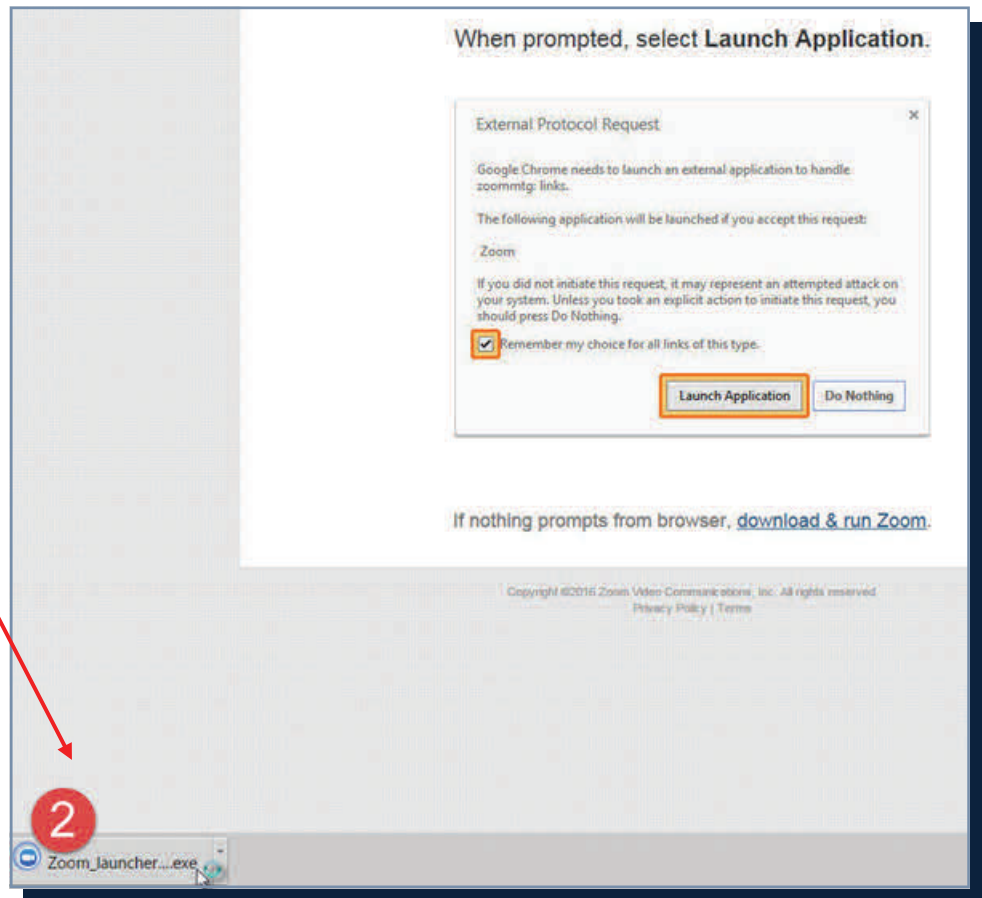 When prompted, select Launch Application.
External Protocol Request
×
Google Chrome needs to launch an external application to handle
zoommtg: links.
The following application will be launched if you accept this request:
Zoom
If you did not initiate this request, it may represent an attempted attack on
your system. Unless you took an explicit action to initiate this request, you
should press Do Nothing.
Remember my choice for all links of this type.
Launch Application Do Nothing
If nothing prompts from browser, download & run Zoom.
Copyright ©2016 Zoom Video Communications, Inc. All rights reserved
Privacy Policy | Terms
2
Zoom_launcher....exe